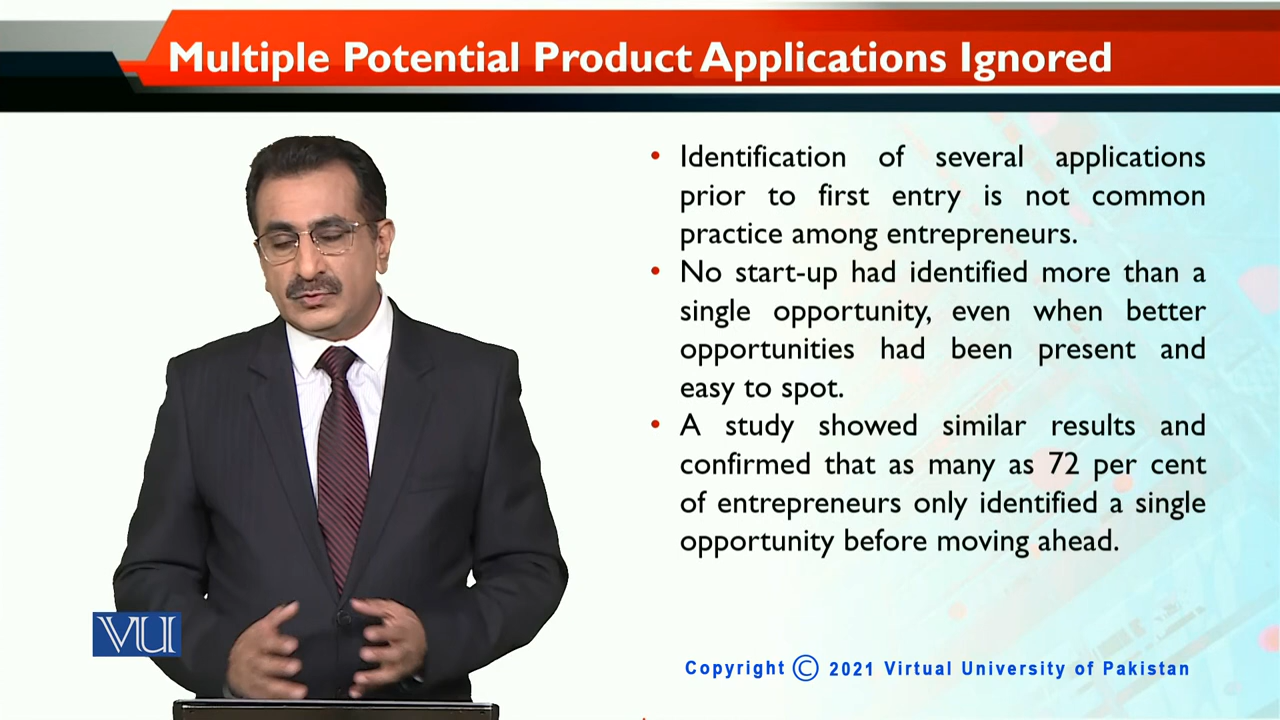 Multiple Potential Product Applications Ignored
• Identification of several applications
prior to first entry is not common
practice among entrepreneurs.
• No start-up had identified more than a
single opportunity, even when better
opportunities had been present and
easy to spot.
• A study showed similar results and
confirmed that as many as 72 per cent
of entrepreneurs only identified a single
opportunity before moving ahead.
VU
Copyright © 2021 Virtual University of Pakistan